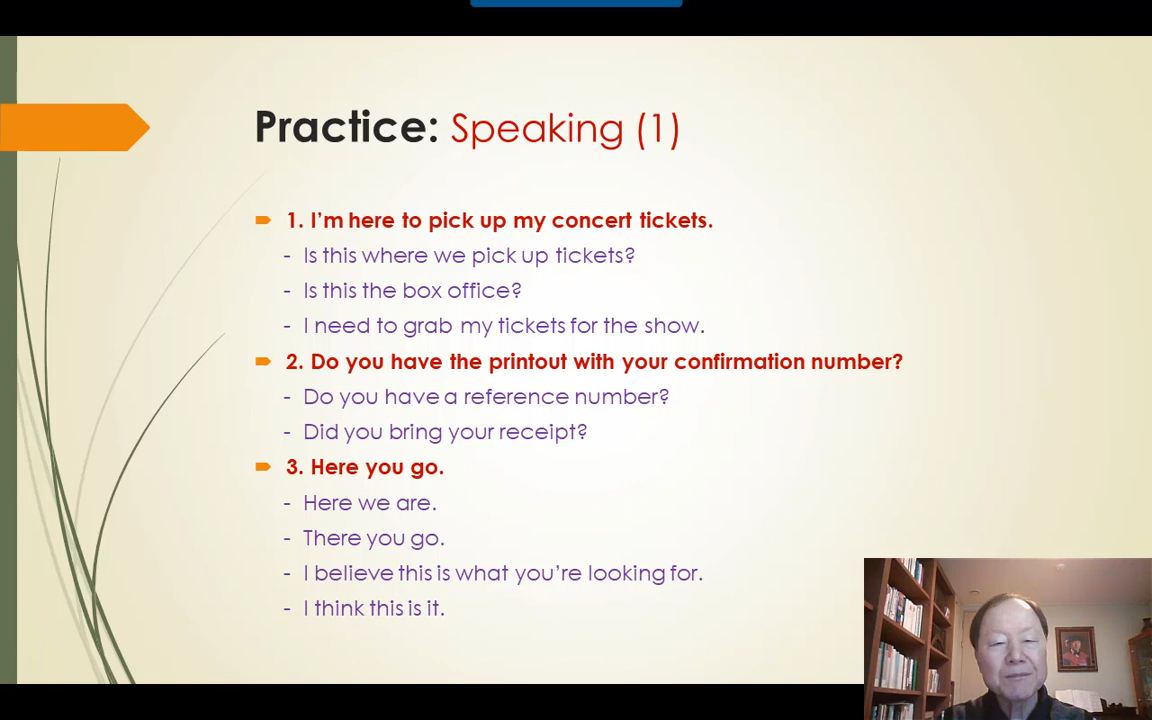 Practice: Speaking (1)
1. I'm here to pick up my concert tickets.
- Is this where we pick up tickets?
- Is this the box office?
- I need to grab my tickets for the show.
2. Do you have the printout with your confirmation number?
- Do you have a reference number?
- Did you bring your receipt?
3. Here you go.
- Here we are.
- There you go.
- I believe this is what you're looking for.
- I think this is it.